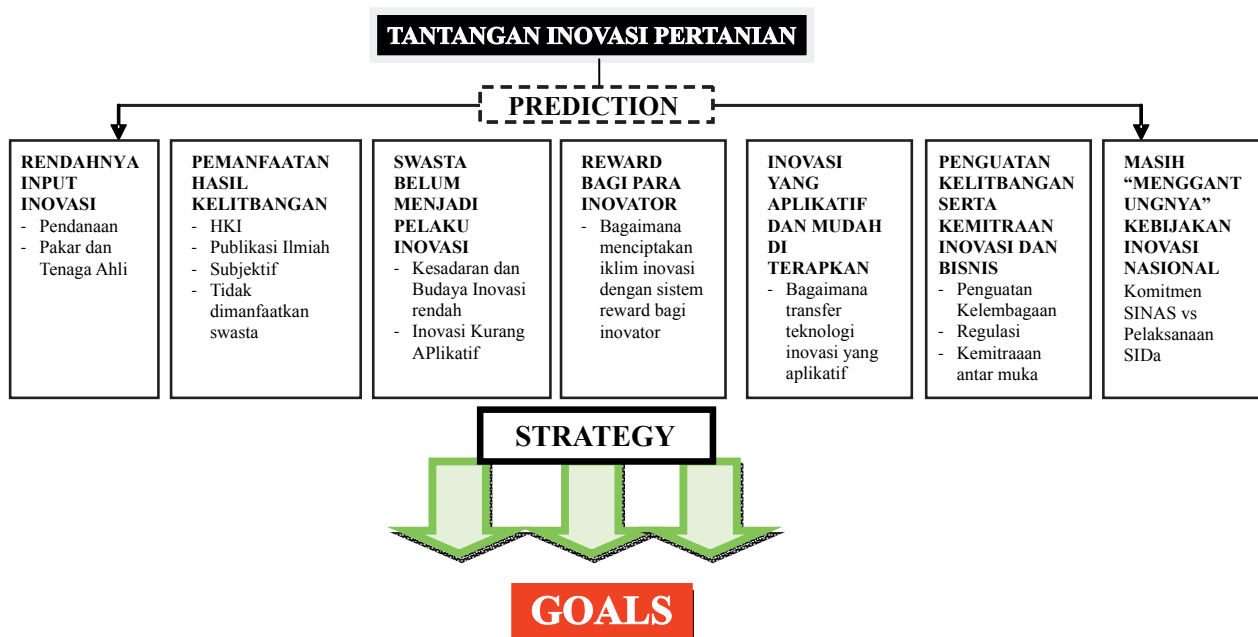 TANTANGAN INOVASI PERTANIAN
PREDICTION
RENDAHNYA
INPUT
INOVASI
- Pendanaan
- Pakar dan
Tenaga Ahli
PEMANFAATAN
HASIL
KELITBANGAN
- HKI
- Publikasi Ilmiah
- Subjektif
- Tidak
dimanfaatkan
swasta
SWASTA
BELUM
MENJADI
PELAKU
INOVASI
- Kesadaran dan
Budaya Inovasi
rendah
- Inovasi Kurang
APlikatif
REWARD
BAGI PARA
INOVATOR
- Bagaimana
menciptakan
iklim inovasi
dengan sistem
reward bagi
inovator
INOVASI
YANG
APLIKATIF
DAN MUDAH
DI
TERAPKAN
- Bagaimana
transfer
teknologi
inovasi yang
aplikatif
PENGUATAN
KELITBANGAN
SERTA
KEMITRAAN
INOVASI DAN
BISNIS
- Penguatan
Kelembagaan
- Regulasi
- Kemitraaan
antar muka
MASIH
“MENGGANT
UNGNYA”
KEBIJAKAN
INOVASI
NASIONAL
Komitmen
SINAS vs
Pelaksanaan
SIDa
STRATEGY
GOALS